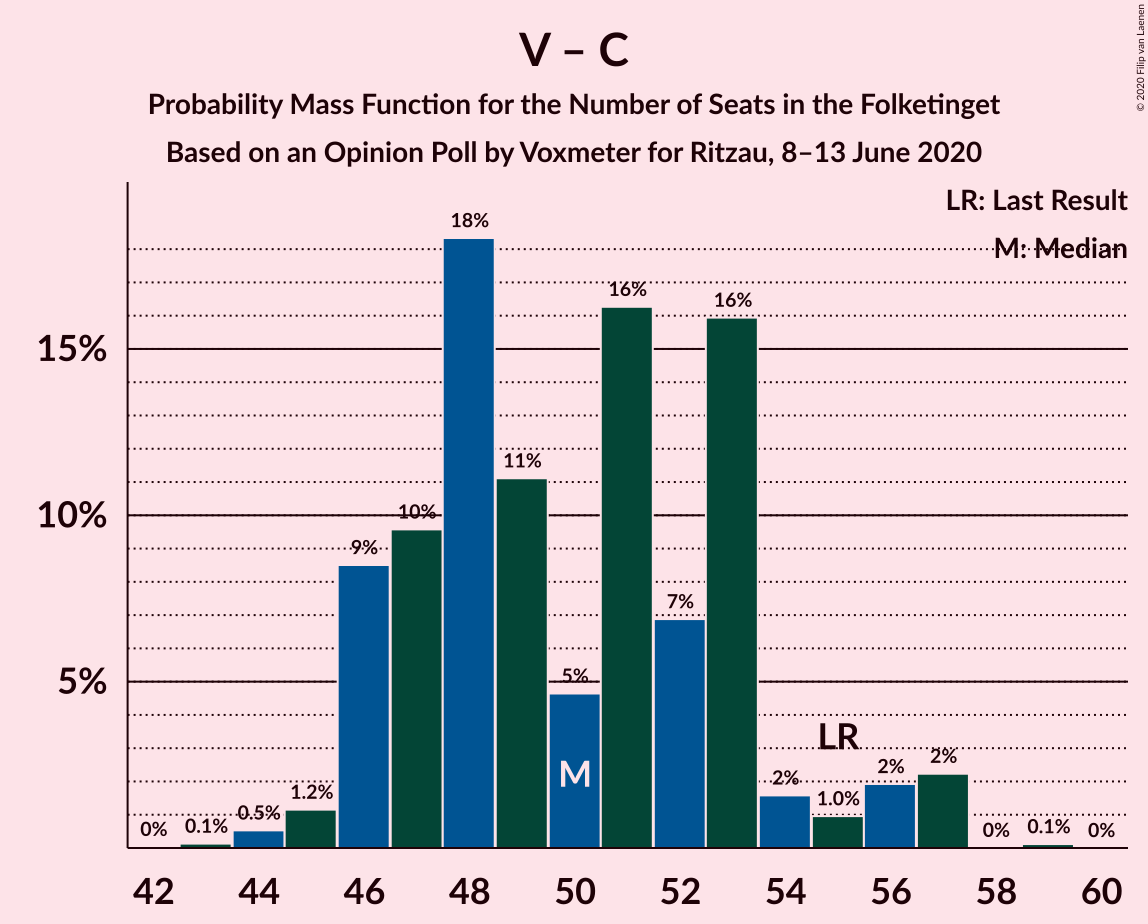 V – C
Probability Mass Function for the Number of Seats in the Folketinget
Based on an Opinion Poll by Voxmeter for Ritzau, 8–13 June 2020
© 2020 Filip van Laenen
LR: Last Result
M: Median
15%
10%
5%
0%
0.1%
0.5%
1.2%
9%
10%
18%
11%
5%
16%
7%
16%
2%
1.0%
2%
2%
0%
0.1%
0%
LR
M
42 44 46 48 50 52 54 56 58 60